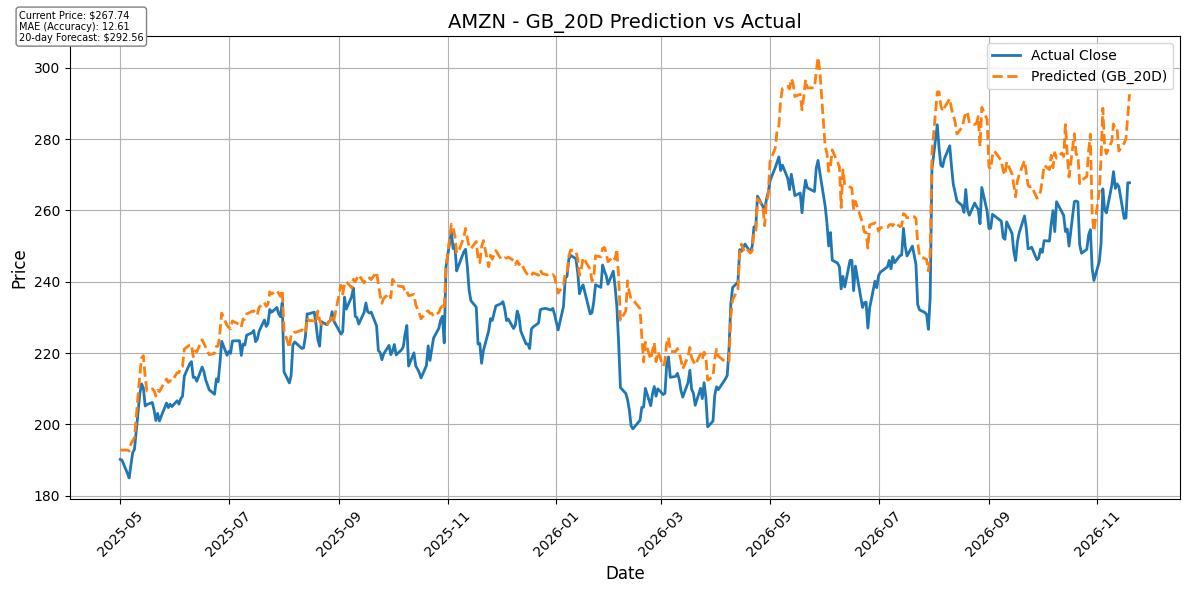 AMZN - GB_20D Prediction vs Actual
Current Price: $267.74
MAE (Accuracy): 12.61
20-day Forecast: $292.56
Actual Close
Predicted (GB_20D)
Price
300
280
260
240
220
200
180
2025-05
2025-07
2025-09
2025-11
2026-01
2026-03
2026-05
2026-07
2026-09
2026-11
Date